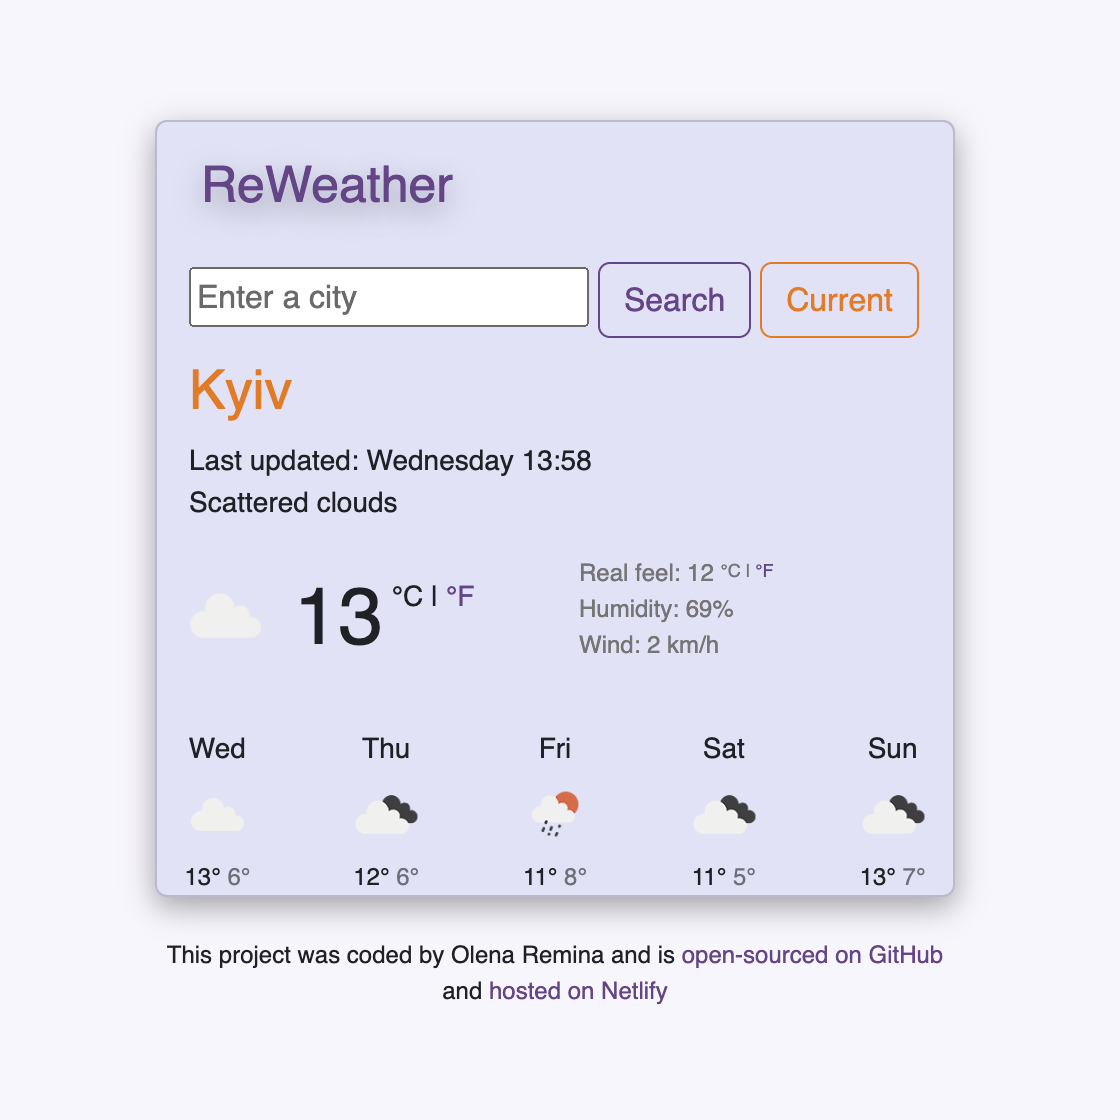 ReWeather
Enter a city
Search
Current
Kyiv
Last updated: Wednesday 13:58
Scattered clouds
13 °C | °F
Real feel: 12 °C | °F
Humidity: 69%
Wind: 2 km/h
Wed Thu Fri Sat Sun
13° 6° 12° 6° 11° 8° 11° 5° 13° 7°
This project was coded by Olena Remina and is open-sourced on GitHub
and hosted on Netlify